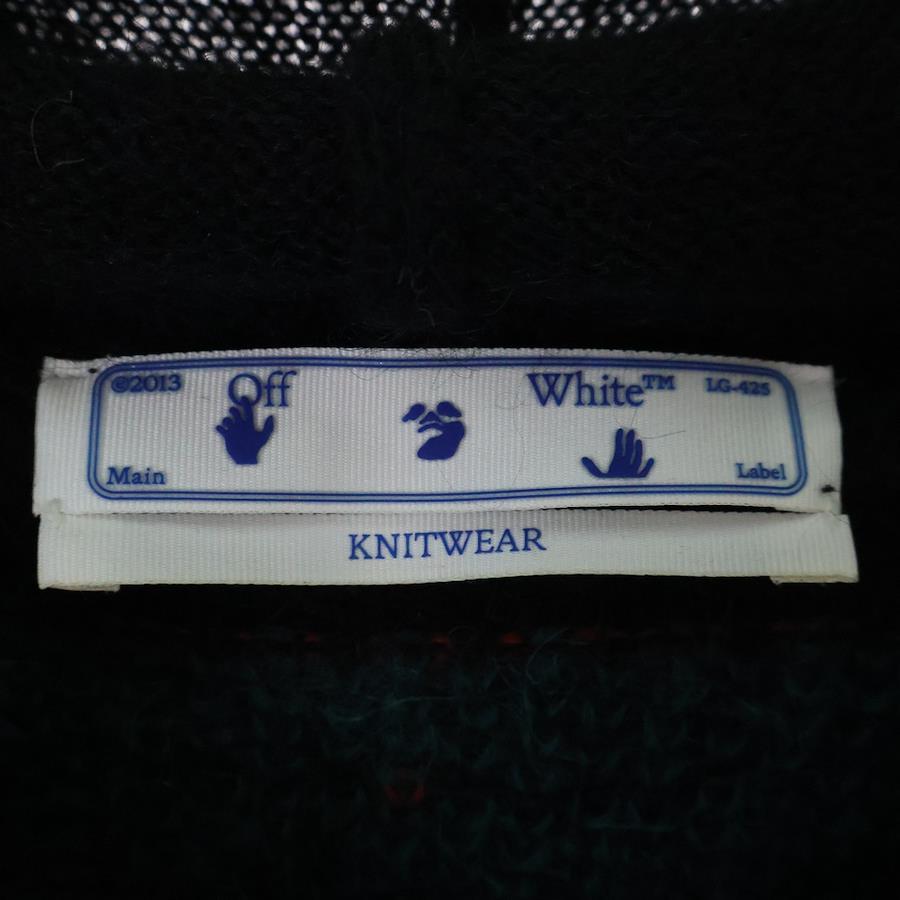 ©2013 Off White™ LG-425
Main Label
KNITWEAR